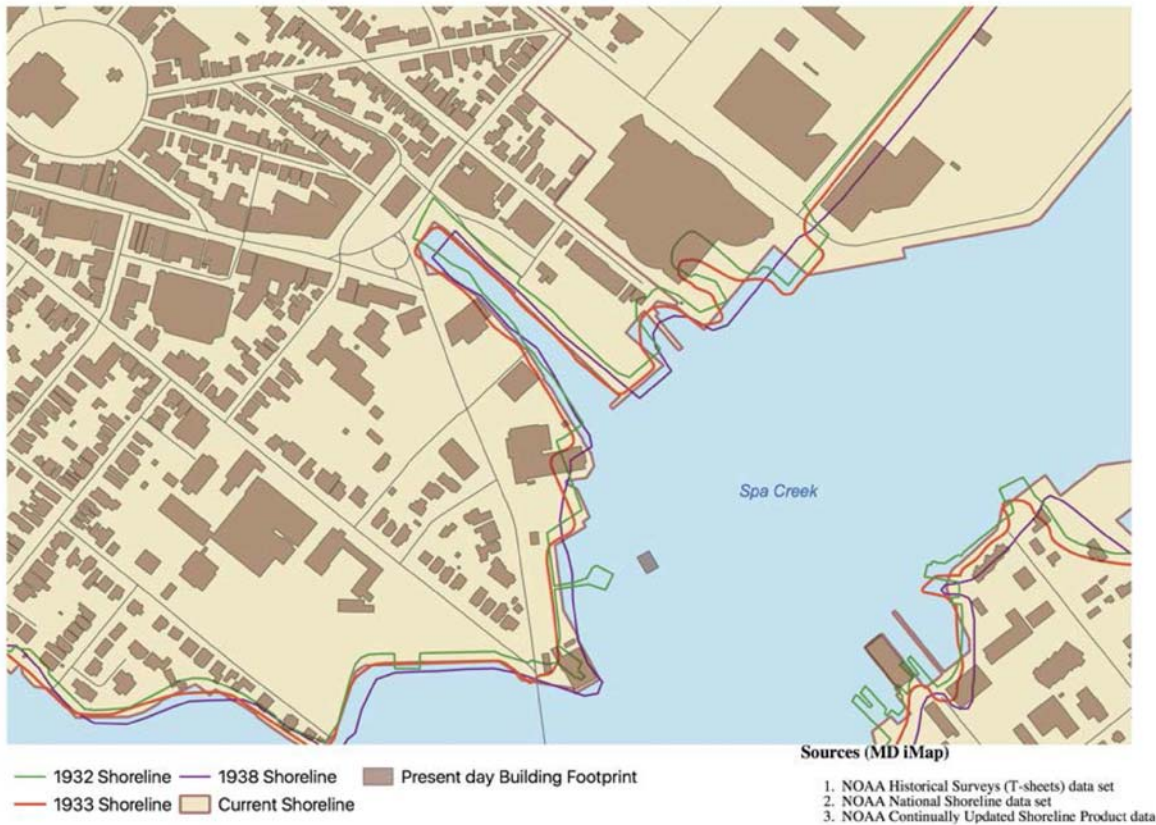 Spa Creek
1932 Shoreline
1938 Shoreline
Present day Building Footprint
1933 Shoreline
Current Shoreline
Sources (MD iMap)
1. NOAA Historical Surveys (T-sheets) data set
2. NOAA National Shoreline data set
3. NOAA Continually Updated Shoreline Product data